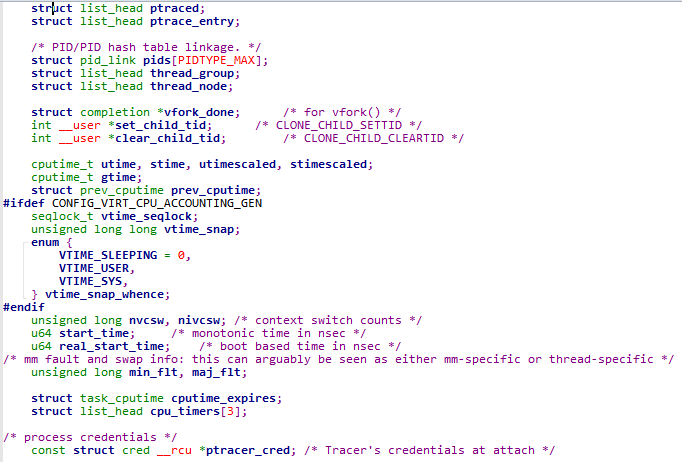 struct list_head ptraced;
struct list_head ptrace_entry;
/* PID/PID hash table linkage. */
struct pid_link pids[PIDTYPE_MAX];
struct list_head thread_group;
struct list_head thread_node;
struct completion *vfork_done; /* for vfork() */
int __user *set_child_tid; /* CLONE_CHILD_SETTID */
int __user *clear_child_tid; /* CLONE_CHILD_CLEARTID */
cputime_t utime, stime, utimescaled, stimescaled;
cputime_t gtime;
struct prev_cputime prev_cputime;
#ifdef CONFIG_VIRT_CPU_ACCOUNTING_GEN
seqlock_t vtime_seqlock;
unsigned long long vtime_snap;
enum {
VTIME_SLEEPING = 0,
VTIME_USER,
VTIME_SYS,
} vtime_snap_whence;
#endif
unsigned long nvcsw, nivcsw; /* context switch counts */
u64 start_time; /* monotonic time in nsec */
u64 real_start_time; /* boot based time in nsec */
/* mm fault and swap info: this can arguably be seen as either mm-specific or thread-specific */
unsigned long min_flt, maj_flt;
struct task_cputime cputime_expires;
struct list_head cpu_timers[3];
/* process credentials */
const struct cred __rcu *ptracer_cred; /* Tracer's credentials at attach */